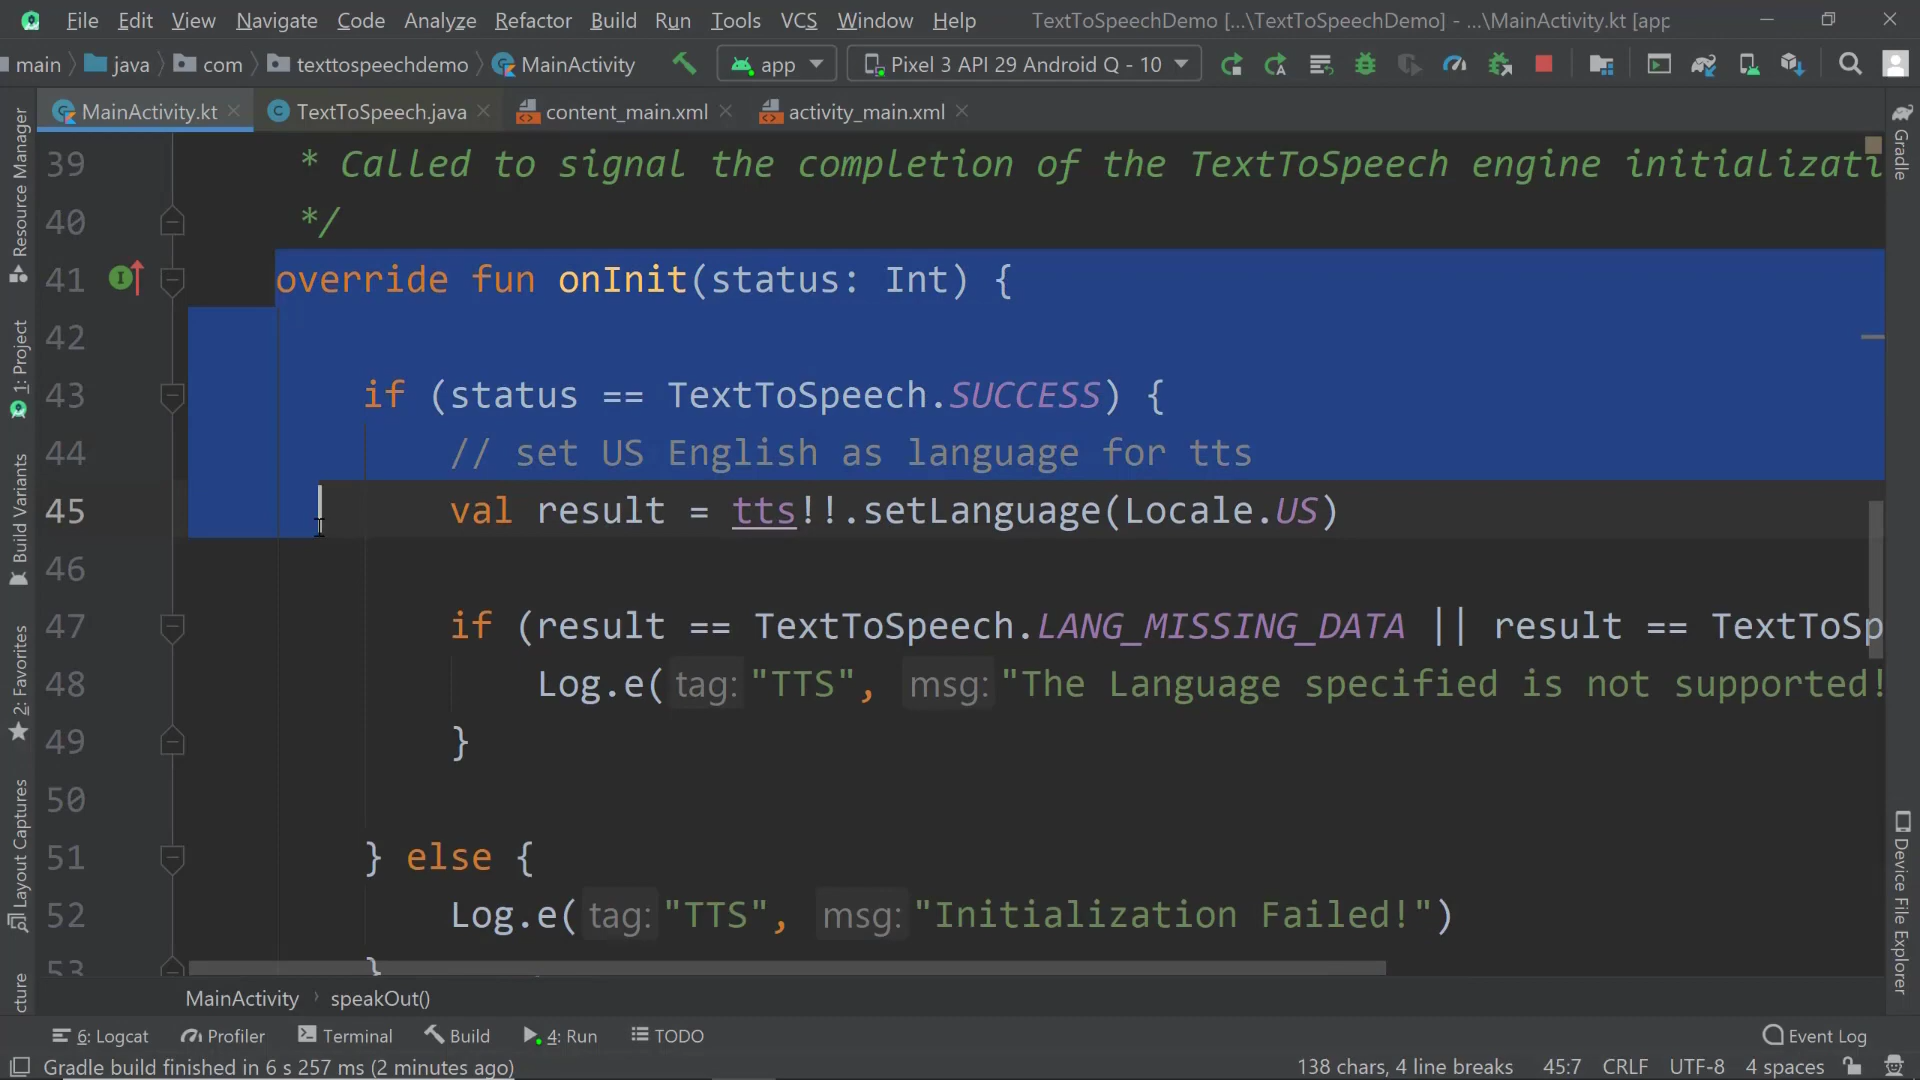 File Edit View Navigate Code Analyze Refactor Build Run Tools VCS Window Help TextToSpeechDemo [...\TextToSpeechDemo] - ...\MainActivity.kt [app
main java com texttospeechdemo MainActivity app Pixel 3 API 29 Android Q - 10
MainActivity.kt TextToSpeech.java content_main.xml activity_main.xml
Resource Manager
1: Project
Build Variants
2: Favorites
Layout Captures
cture
39 * Called to signal the completion of the TextToSpeech engine initializati
40 */
41 override fun onInit(status: Int) {
42
43 if (status == TextToSpeech.SUCCESS) {
44 // set US English as language for tts
45 val result = tts!!.setLanguage(Locale.US)
46
47 if (result == TextToSpeech.LANG_MISSING_DATA || result == TextToSp
48 Log.e( tag: "TTS", msg: "The Language specified is not supported!
49 }
50
51 } else {
52 Log.e( tag: "TTS", msg: "Initialization Failed!")
53 }
Gradle
Device File Explorer
MainActivity speakOut()
6: Logcat Profiler Terminal Build 4: Run TODO Event Log
Gradle build finished in 6 s 257 ms (2 minutes ago) 138 chars, 4 line breaks 45:7 CRLF UTF-8 4 spaces